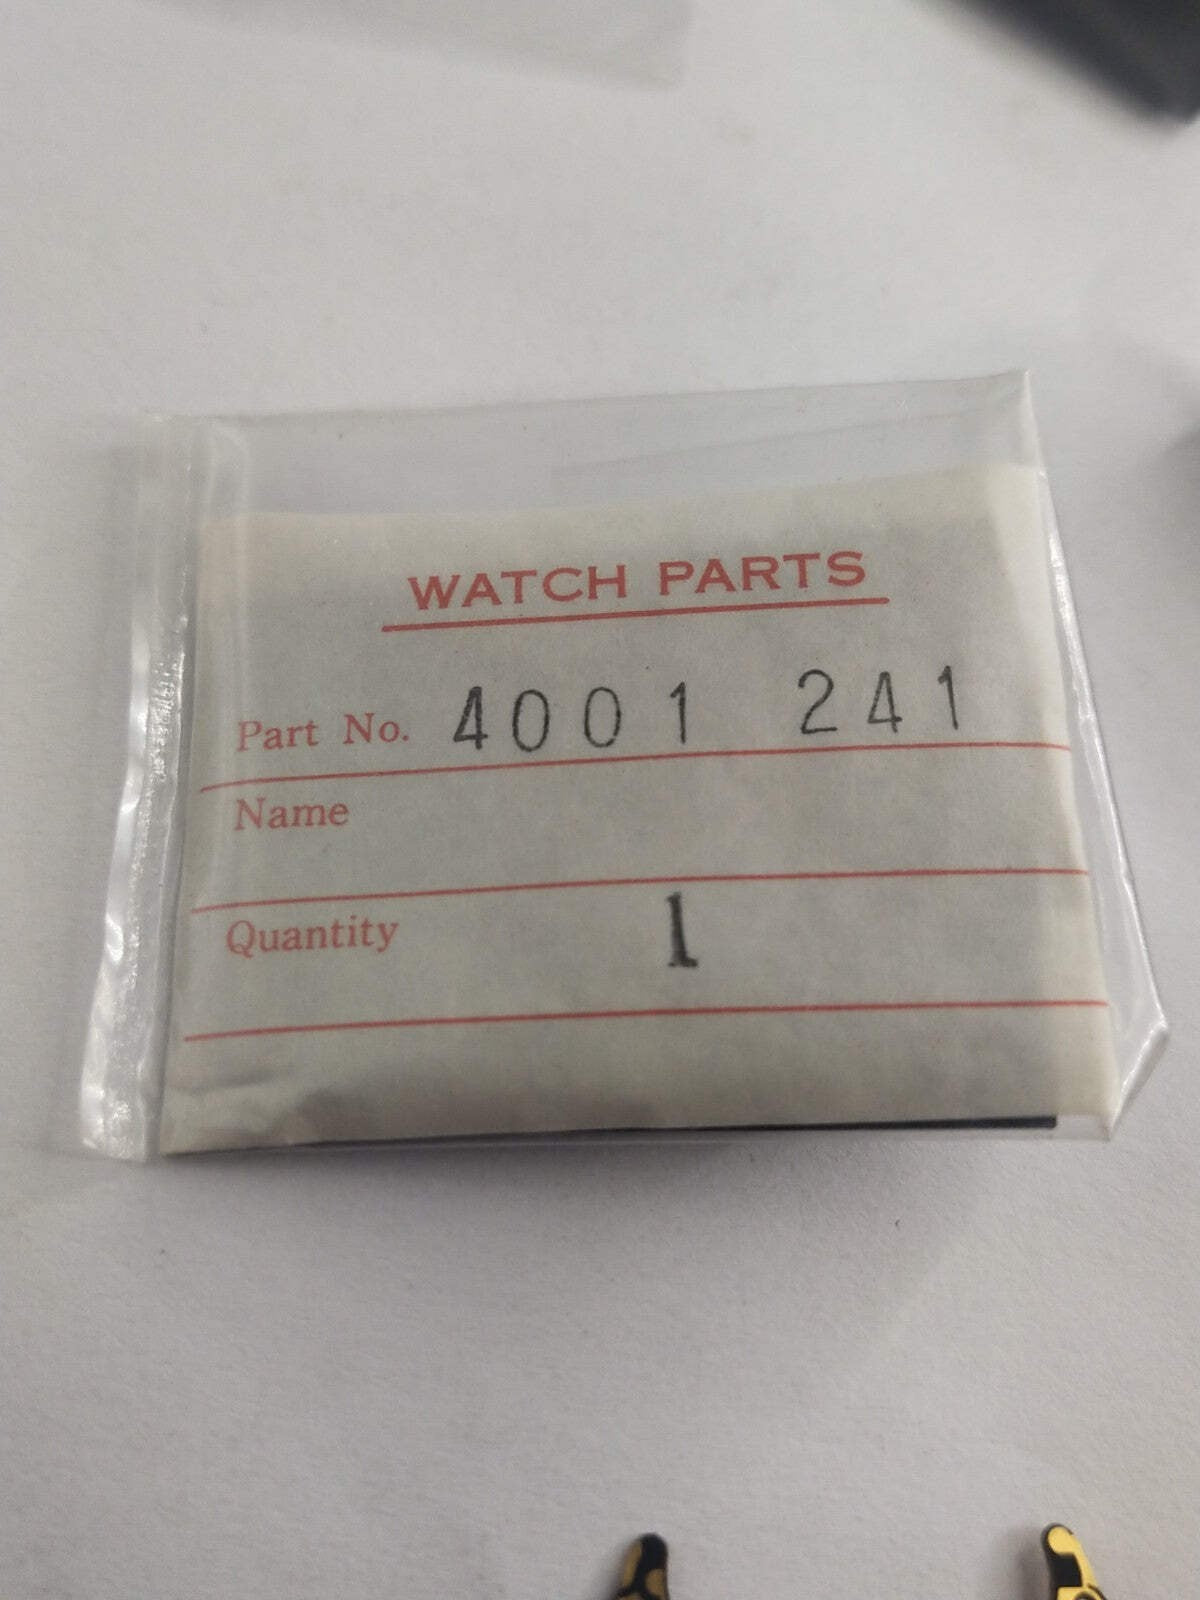 WATCH PARTS
Part No. 4001 241
Name
Quantity 1